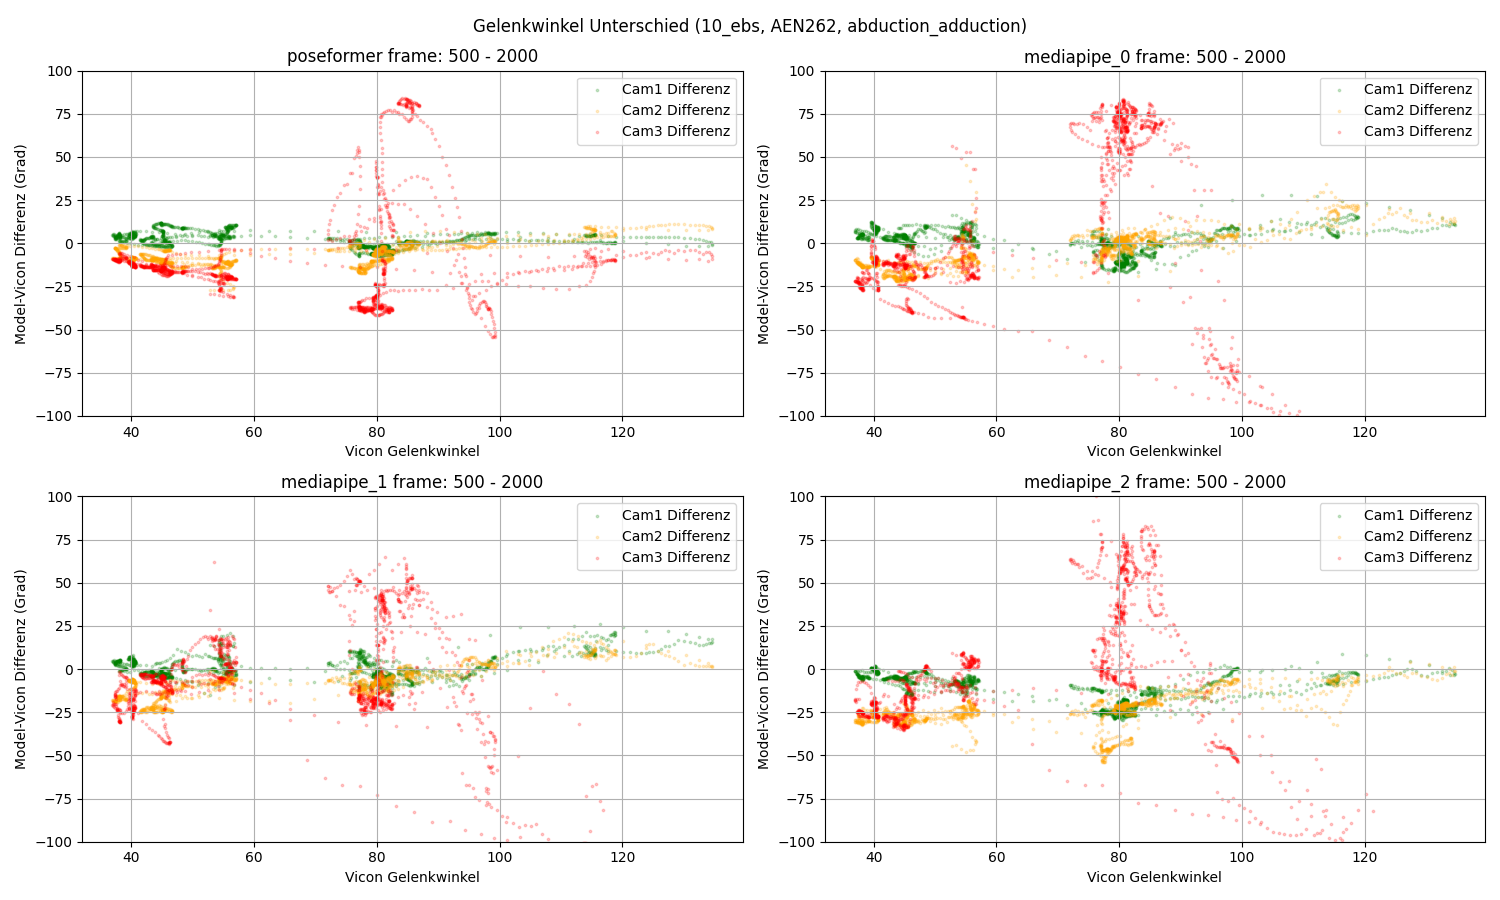 Gelenkwinkel Unterschied (10_ebs, AEN262, abduction_adduction)
poseformer frame: 500 - 2000
100
75
50
25
0
−25
−50
−75
−100
Model-Vicon Differenz (Grad)
Cam1 Differenz
Cam2 Differenz
Cam3 Differenz
40 60 80 100 120
Vicon Gelenkwinkel
mediapipe_0 frame: 500 - 2000
100
75
50
25
0
−25
−50
−75
−100
Model-Vicon Differenz (Grad)
Cam1 Differenz
Cam2 Differenz
Cam3 Differenz
40 60 80 100 120
Vicon Gelenkwinkel
mediapipe_1 frame: 500 - 2000
100
75
50
25
0
−25
−50
−75
−100
Model-Vicon Differenz (Grad)
Cam1 Differenz
Cam2 Differenz
Cam3 Differenz
40 60 80 100 120
Vicon Gelenkwinkel
mediapipe_2 frame: 500 - 2000
100
75
50
25
0
−25
−50
−75
−100
Model-Vicon Differenz (Grad)
Cam1 Differenz
Cam2 Differenz
Cam3 Differenz
40 60 80 100 120
Vicon Gelenkwinkel